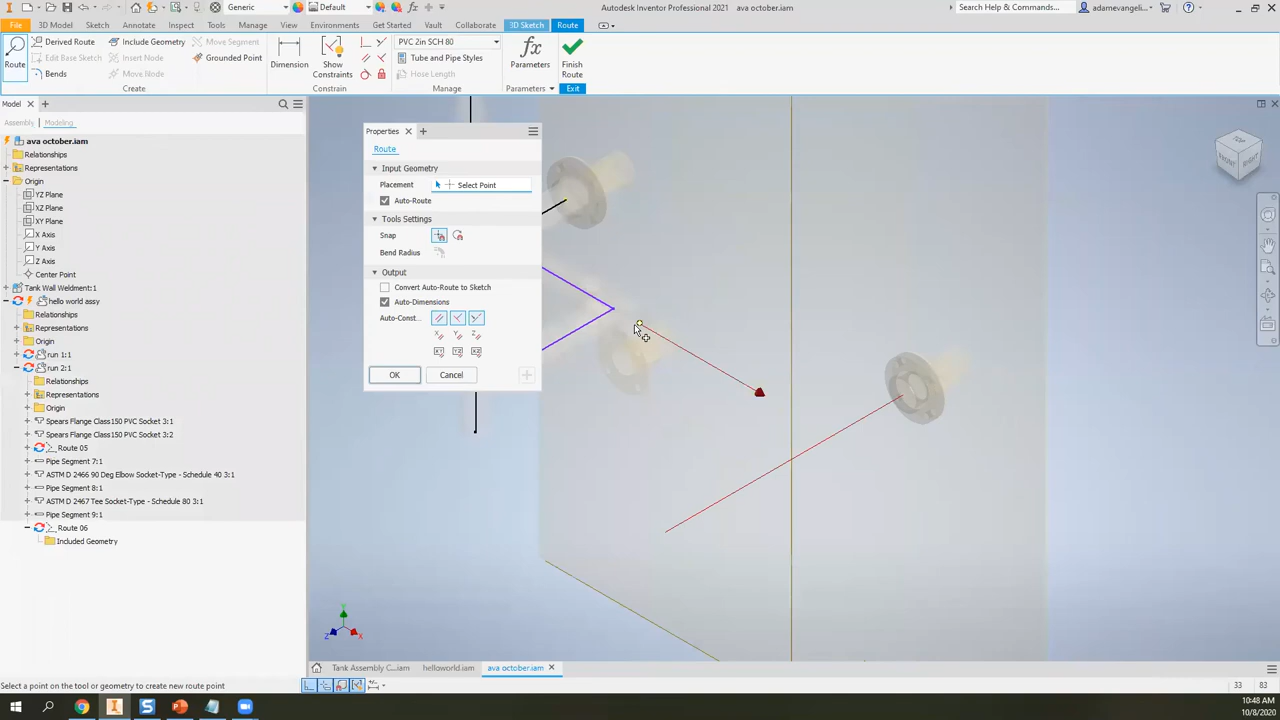 Generic
Default
Autodesk Inventor Professional 2021 ava october.iam
Search Help & Commands...
adamevangeli...
File
3D Model
Sketch
Annotate
Inspect
Tools
Manage
View
Environments
Get Started
Vault
Collaborate
3D Sketch
Route
Route
Derived Route
Include Geometry
Move Segment
Edit Base Sketch
Insert Node
Grounded Point
Bends
Move Node
Dimension
Show
Constraints
PVC 2in SCH 80
Tube and Pipe Styles
Hose Length
fx
Parameters
Finish
Route
Create
Constrain
Manage
Parameters
Exit
Model
Assembly
Modeling
ava october.iam
Relationships
Representations
Origin
YZ Plane
XZ Plane
XY Plane
X Axis
Y Axis
Z Axis
Center Point
Tank Wall Weldment:1
hello world assy
Relationships
Representations
Origin
run 1:1
run 2:1
Relationships
Representations
Origin
Spears Flange Class150 PVC Socket 3:1
Spears Flange Class150 PVC Socket 3:2
Route 05
Pipe Segment 7:1
ASTM D 2466 90 Deg Elbow Socket-Type - Schedule 40 3:1
Pipe Segment 8:1
ASTM D 2467 Tee Socket-Type - Schedule 80 3:1
Pipe Segment 9:1
Route 06
Included Geometry
Properties
Route
Input Geometry
Placement
Select Point
Auto-Route
Tools Settings
Snap
Bend Radius
Output
Convert Auto-Route to Sketch
Auto-Dimensions
Auto-Const...
OK
Cancel
Y
X
Z
Tank Assembly C...iam
helloworld.iam
ava october.iam
Select a point on the tool or geometry to create new route point
33
83
10:48 AM
10/8/2020